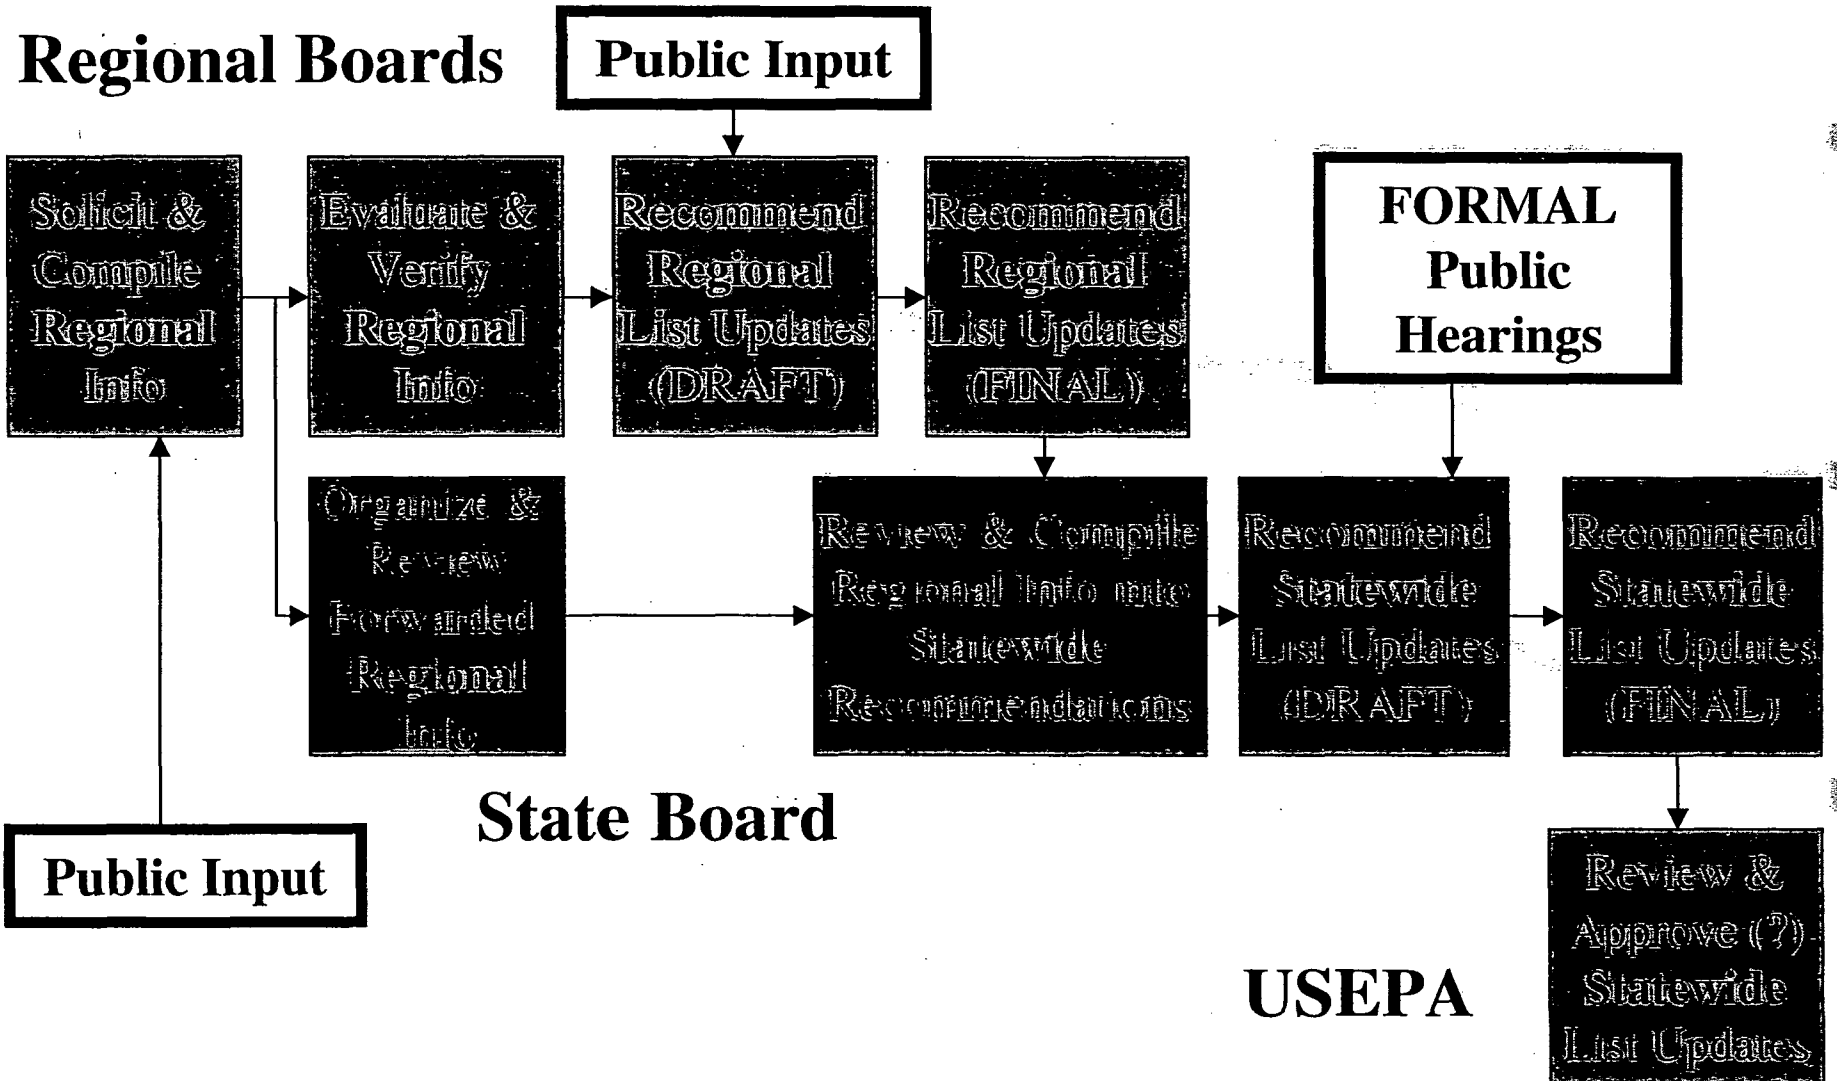 Regional Boards
Public Input
Solicit &
Compile
Regional
Info
Evaluate &
Verify
Regional
Info
Recommend
Regional
List Updates
(DRAFT)
Recommend
Regional
List Updates
(FINAL)
FORMAL
Public
Hearings
Organize &
Review
Forwarded
Regional
Info
Review & Compile
Regional Info into
Statewide
Recommendations
Recommend
Statewide
List Updates
(DRAFT)
Recommend
Statewide
List Updates
(FINAL)
State Board
Public Input
USEPA
Review &
Approve (?)
Statewide
List Updates